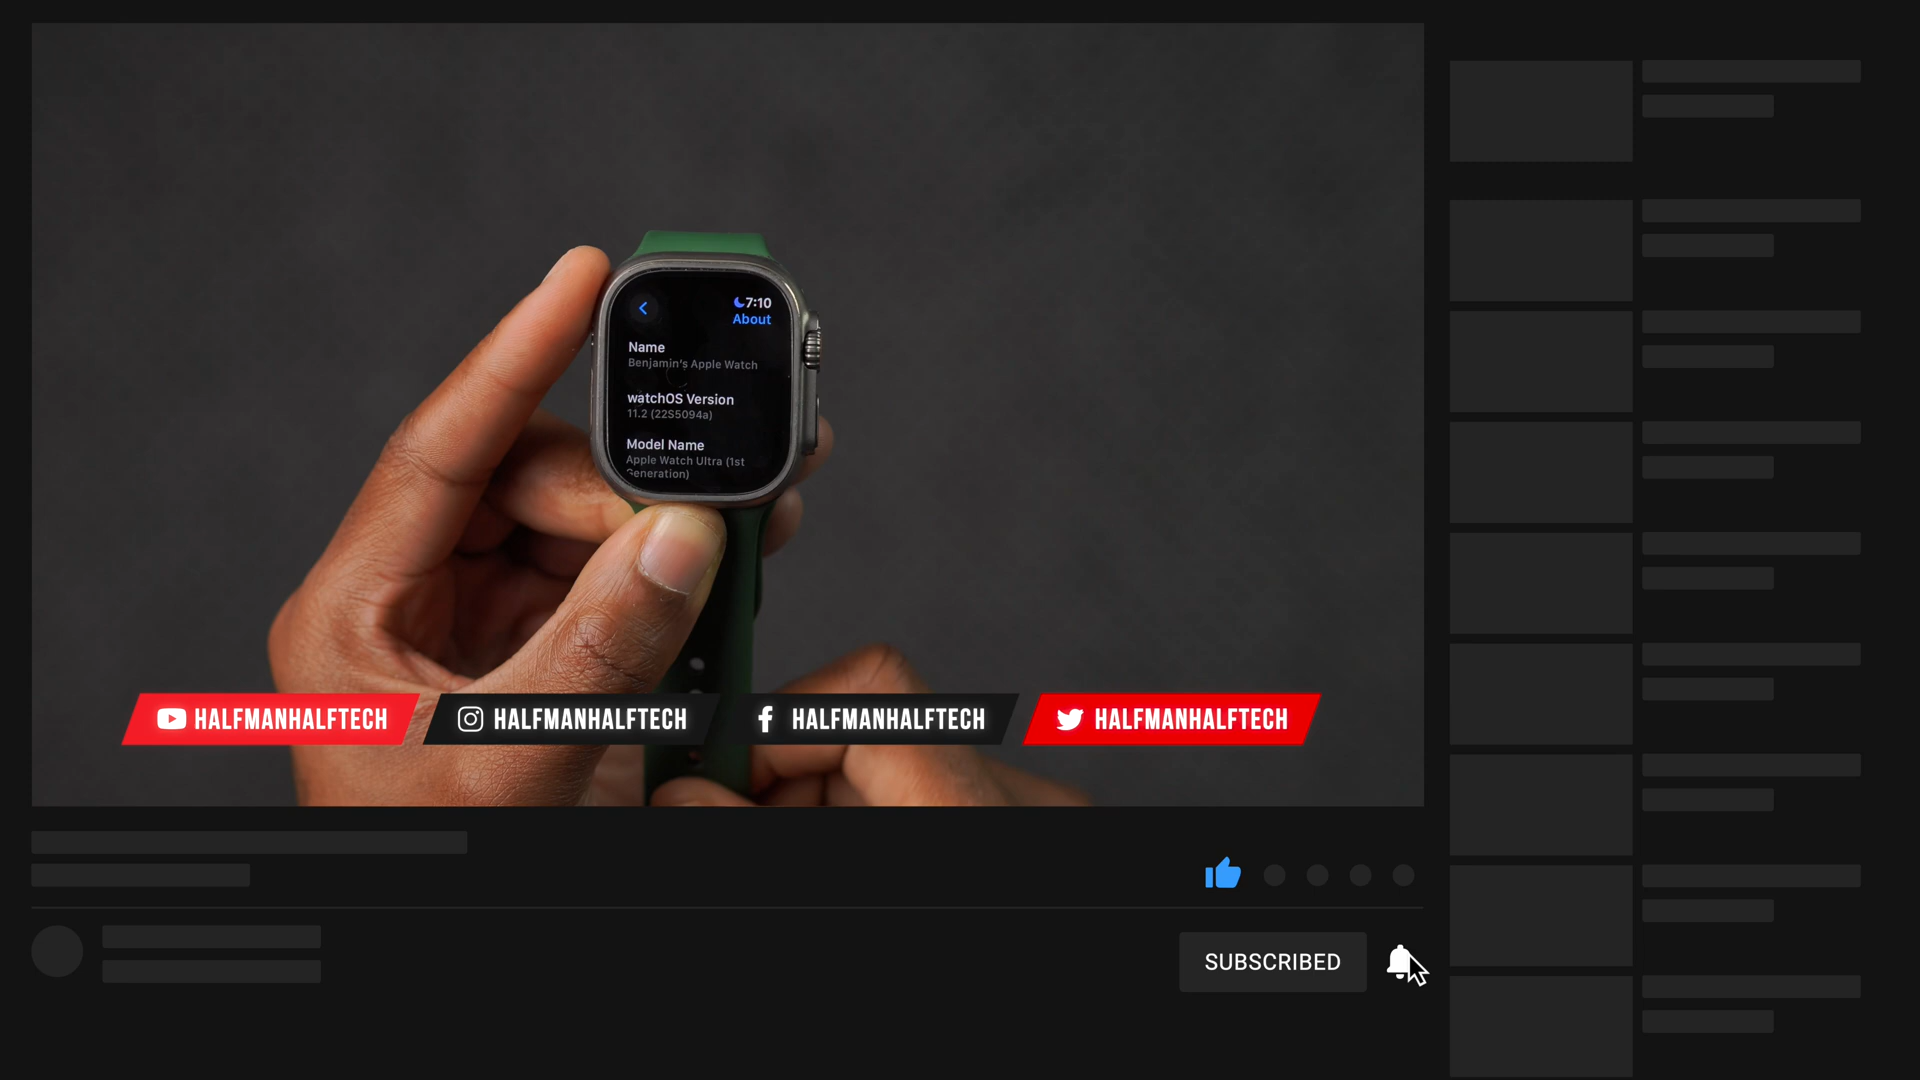 7:10
About
Name
Benjamin's Apple Watch
watchOS Version
11.2 (22S5094a)
Model Name
Apple Watch Ultra (1st
Generation)
HALFMANHALFTECH HALFMANHALFTECH HALFMANHALFTECH HALFMANHALFTECH
SUBSCRIBED